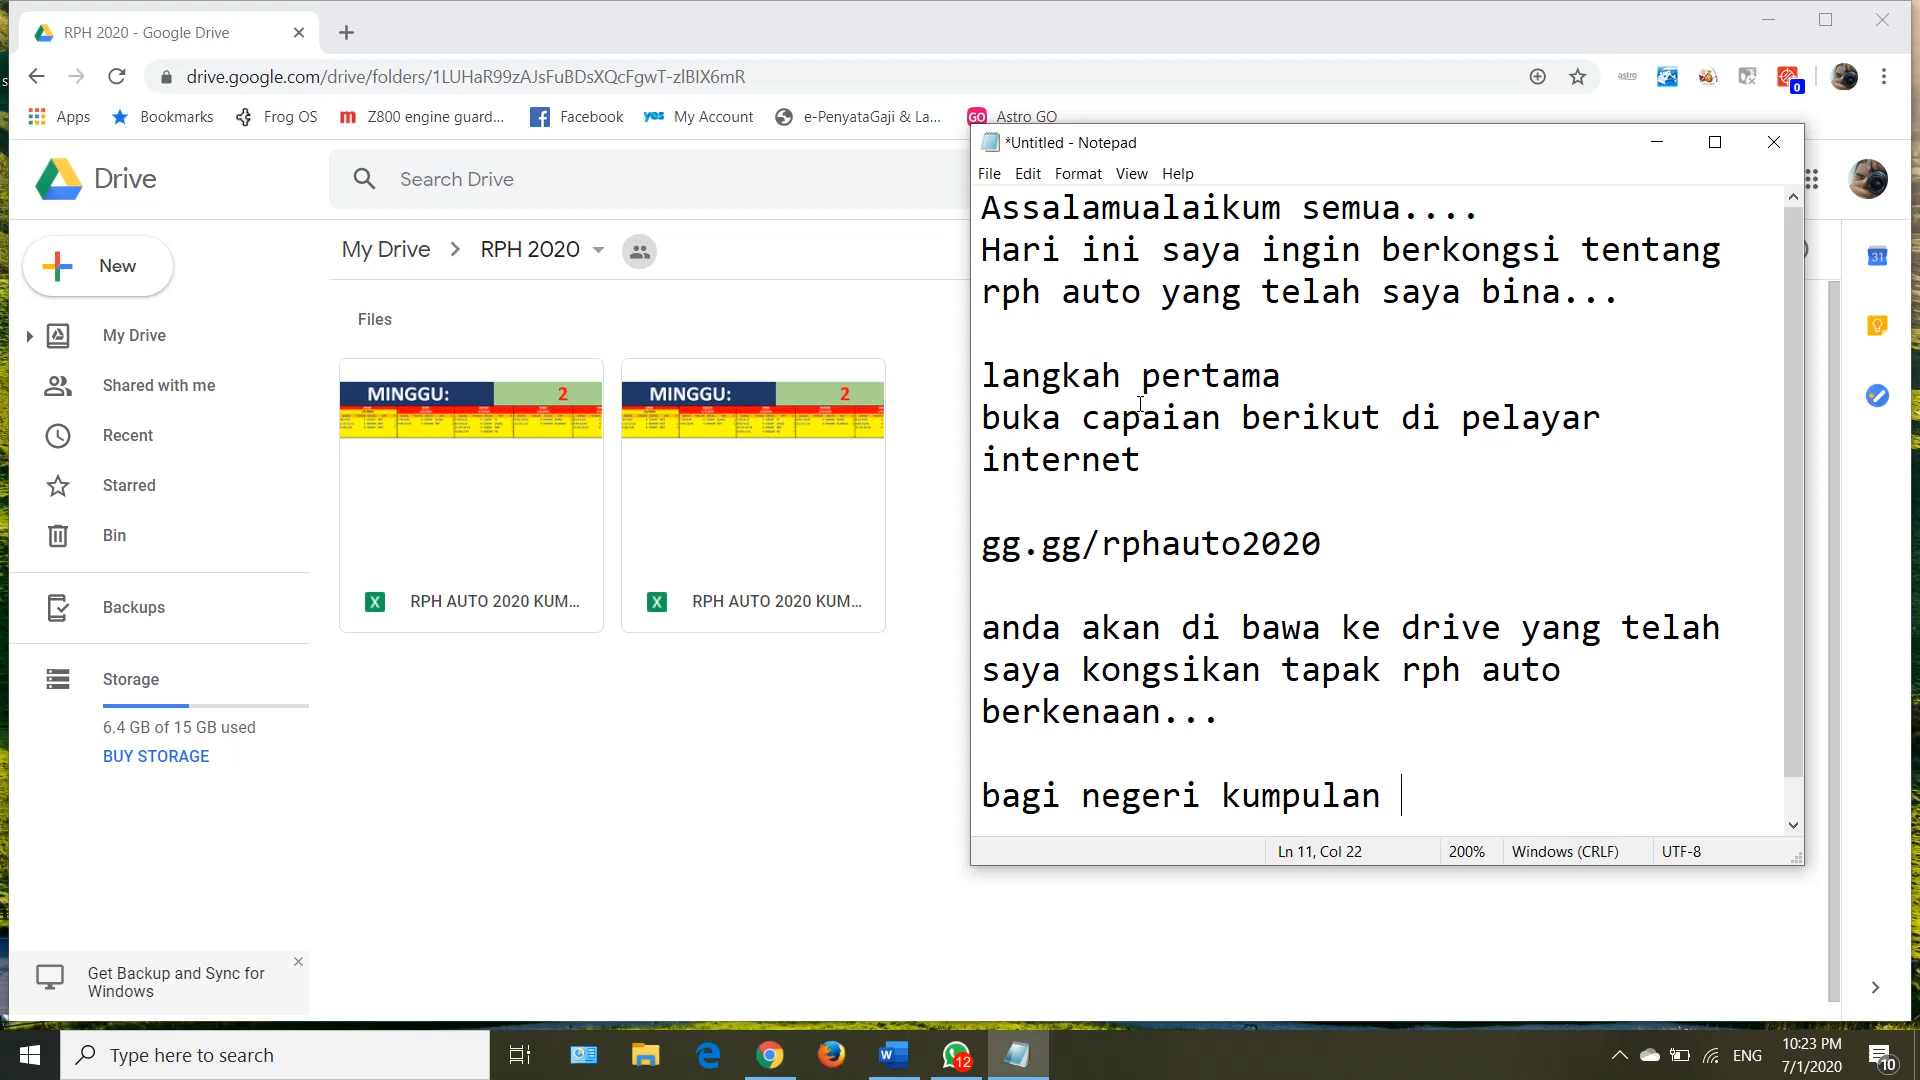 RPH 2020 - Google Drive
drive.google.com/drive/folders/1LUHaR99zAJsFuBDsXQcFgwT-zlBIX6mR
astro
0
Apps
Bookmarks
Frog OS
Z800 engine guard...
Facebook
yes My Account
e-PenyataGaji & La...
GO Astro GO
Drive
Search Drive
New
My Drive
Shared with me
Recent
Starred
Bin
Backups
Storage
6.4 GB of 15 GB used
BUY STORAGE
Get Backup and Sync for
Windows
My Drive > RPH 2020
Files
MINGGU: 2
MINGGU: 2
X RPH AUTO 2020 KUM...
X RPH AUTO 2020 KUM...
*Untitled - Notepad
File Edit Format View Help
Assalamualaikum semua....
Hari ini saya ingin berkongsi tentang
rph auto yang telah saya bina...
langkah pertama
buka capaian berikut di pelayar
internet
gg.gg/rphauto2020
anda akan di bawa ke drive yang telah
saya kongsikan tapak rph auto
berkenaan...
bagi negeri kumpulan
Ln 11, Col 22
200%
Windows (CRLF)
UTF-8
31
Type here to search
12
ENG
10:23 PM
7/1/2020
10